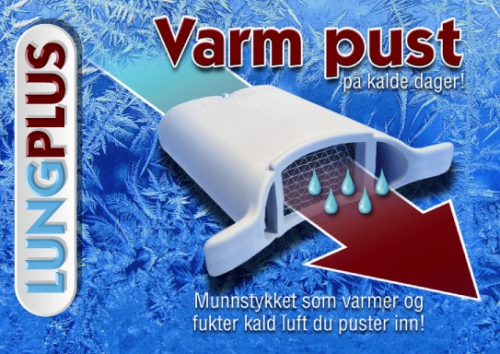 LUNGPLUS
Varm pust
på kalde dager!
Munnstykket som varmer og
fukter kald luft du puster inn!